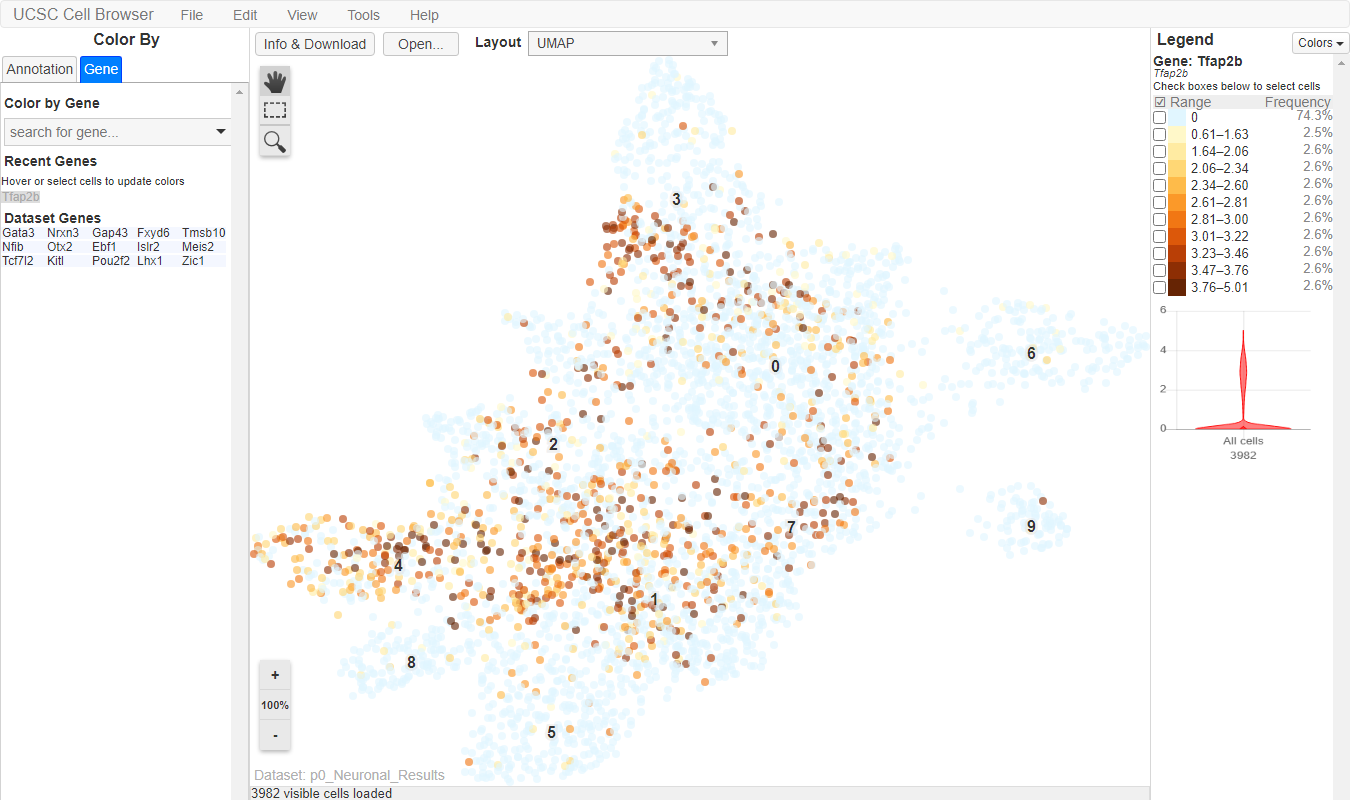 UCSC Cell Browser File Edit View Tools Help
Color By
Annotation Gene
Color by Gene
search for gene...
Recent Genes
Hover or select cells to update colors
Tfap2b
Dataset Genes
Gata3 Nrxn3 Gap43 Fxyd6 Tmsb10
Nfib Otx2 Ebf1 Islr2 Meis2
Tcf7l2 Kitl Pou2f2 Lhx1 Zic1
Info & Download Open... Layout UMAP
3
0
6
2
7
9
4
1
8
5
+
100%
-
Dataset: p0_Neuronal_Results
3982 visible cells loaded
Legend Colors
Gene: Tfap2b
Tfap2b
Check boxes below to select cells
Range Frequency
0 74.3%
0.61–1.63 2.5%
1.64–2.06 2.6%
2.06–2.34 2.6%
2.34–2.60 2.6%
2.61–2.81 2.6%
2.81–3.00 2.6%
3.01–3.22 2.6%
3.23–3.46 2.6%
3.47–3.76 2.6%
3.76–5.01 2.6%
6
4
2
0
All cells
3982